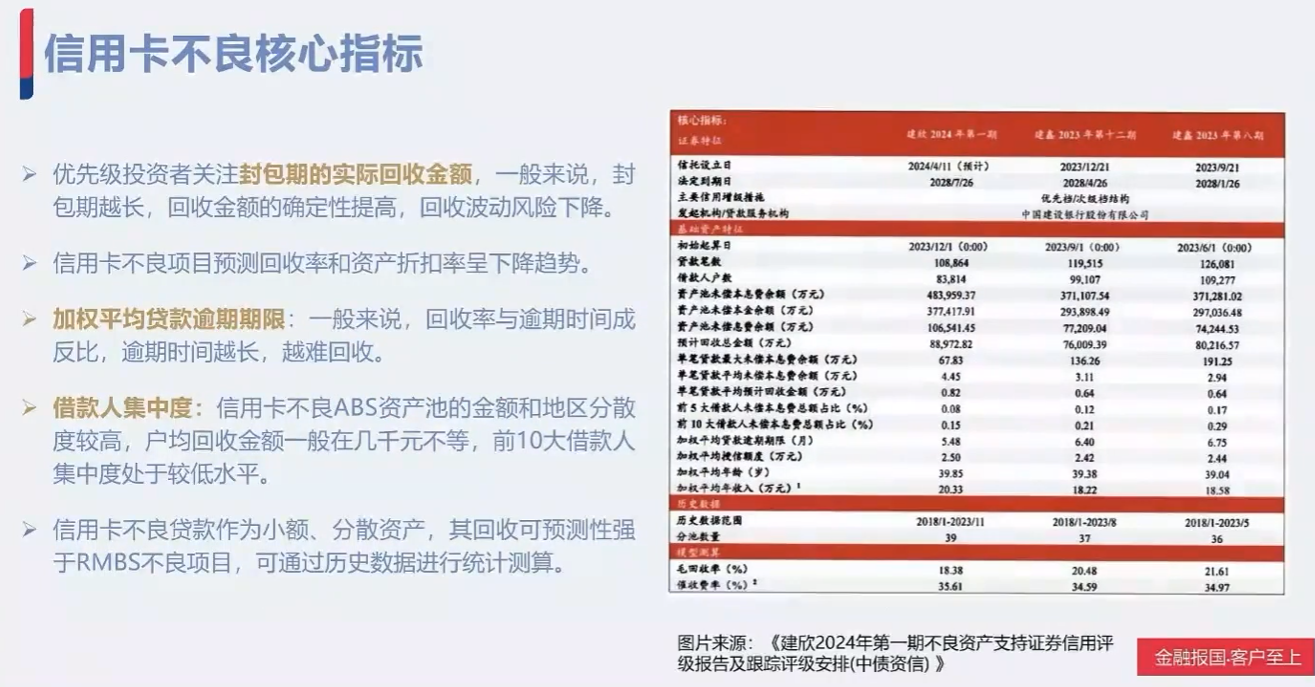 信用卡不良核心指标
优先级投资者关注封包期的实际回收金额，一般来说，封
包期越长，回收金额的确定性提高，回收波动风险下降。
信用卡不良项目预测回收率和资产折扣率呈下降趋势。
加权平均贷款逾期期限：一般来说，回收率与逾期时间成
反比，逾期时间越长，越难回收。
借款人集中度：信用卡不良ABS资产池的金额和地区分散
度较高，户均回收金额一般在几千元不等，前10大借款人
集中度处于较低水平。
信用卡不良贷款作为小额、分散资产，其回收可预测性强
于RMBS不良项目，可通过历史数据进行统计测算。
核心指标：
证券特征 建欣 2024 年第一期 建鑫 2023 年第十二期 建鑫 2023 年第八期
信托设立日 2024/4/11（预计） 2023/12/21 2023/9/21
法定到期日 2028/7/26 2028/4/26 2028/1/26
主要信用增级措施 优先档/次级档结构
发起机构/贷款服务机构 中国建设银行股份有限公司
基础资产特征
初始起算日 2023/12/1（0:00） 2023/9/1（0:00） 2023/6/1（0:00）
贷款笔数 108,864 119,515 126,081
借款人户数 83,814 99,107 109,277
资产池未偿本息费余额（万元） 483,959.37 371,107.54 371,281.02
资产池未偿本金余额（万元） 377,417.91 293,898.49 297,036.48
资产池未偿息费余额（万元） 106,541.45 77,209.04 74,244.53
预计回收总金额（万元） 88,972.82 76,009.39 80,216.57
单笔贷款最大未偿本息费余额（万元） 67.83 136.26 191.25
单笔贷款平均未偿本息费余额（万元） 4.45 3.11 2.94
单笔贷款平均预计回收金额（万元） 0.82 0.64 0.64
前 5 大借款人未偿本息费总额占比（%） 0.08 0.12 0.17
前 10 大借款人未偿本息费总额占比（%） 0.15 0.21 0.29
加权平均贷款逾期期限（月） 5.48 6.40 6.75
加权平均授信额度（万元） 2.50 2.42 2.44
加权平均年龄（岁） 39.85 39.38 39.04
加权平均年收入（万元）1 20.33 18.22 18.58
历史数据
历史数据范围 2018/1-2023/11 2018/1-2023/8 2018/1-2023/5
分池数量 39 37 36
模型测算
毛回收率（%） 18.38 20.48 21.61
催收费率（%）2 35.61 34.59 34.97
图片来源：《建欣2024年第一期不良资产支持证券信用评
级报告及跟踪评级安排(中债资信) 》
金融报国·客户至上